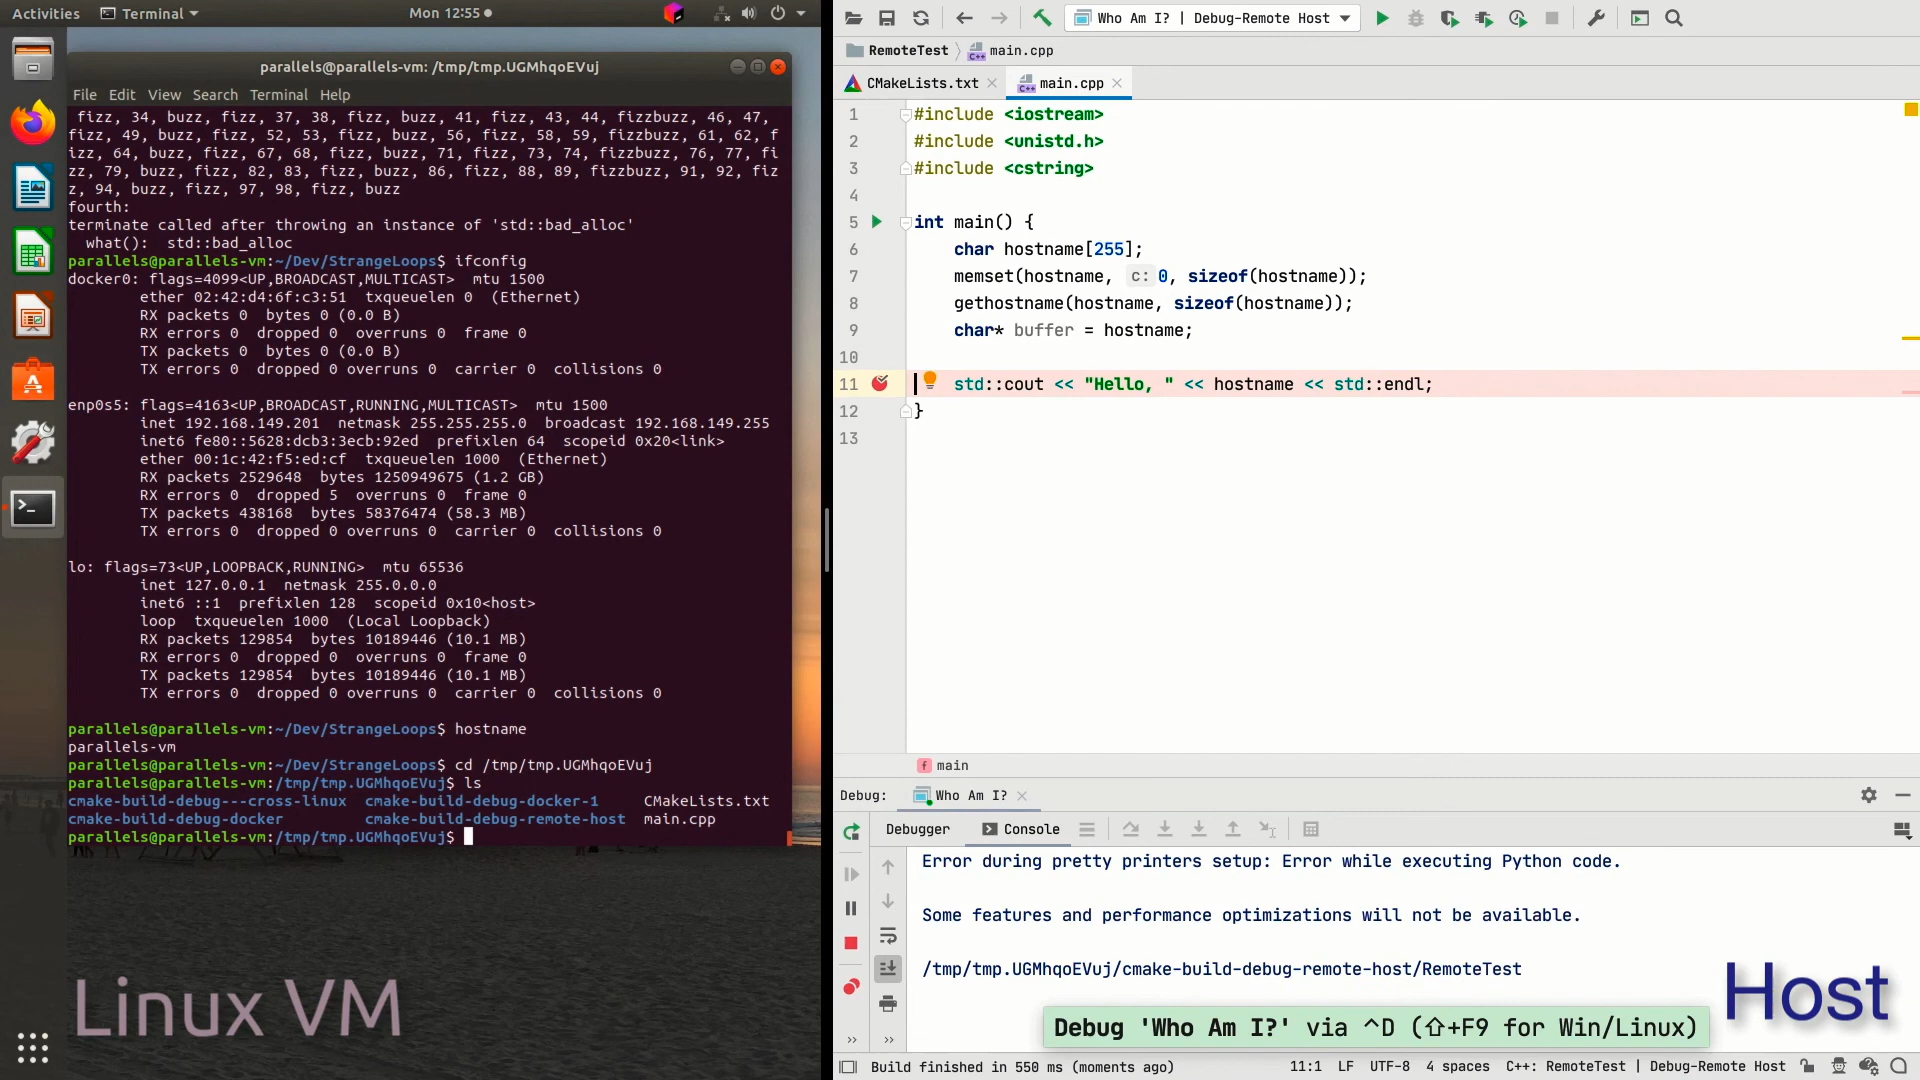 Activities
Terminal
Mon 12:55
parallels@parallels-vm: /tmp/tmp.UGMhqoEVuj
File Edit View Search Terminal Help
fizz, 34, buzz, fizz, 37, 38, fizz, buzz, 41, fizz, 43, 44, fizzbuzz, 46, 47,
fizz, 49, buzz, fizz, 52, 53, fizz, buzz, 56, fizz, 58, 59, fizzbuzz, 61, 62, f
izz, 64, buzz, fizz, 67, 68, fizz, buzz, 71, fizz, 73, 74, fizzbuzz, 76, 77, fi
zz, 79, buzz, fizz, 82, 83, fizz, buzz, 86, fizz, 88, 89, fizzbuzz, 91, 92, fiz
z, 94, buzz, fizz, 97, 98, fizz, buzz
fourth:
terminate called after throwing an instance of 'std::bad_alloc'
what():  std::bad_alloc
parallels@parallels-vm:~/Dev/StrangeLoops$ ifconfig
docker0: flags=4099<UP,BROADCAST,MULTICAST>  mtu 1500
ether 02:42:d4:6f:c3:51  txqueuelen 0  (Ethernet)
RX packets 0  bytes 0 (0.0 B)
RX errors 0  dropped 0  overruns 0  frame 0
TX packets 0  bytes 0 (0.0 B)
TX errors 0  dropped 0 overruns 0  carrier 0  collisions 0
enp0s5: flags=4163<UP,BROADCAST,RUNNING,MULTICAST>  mtu 1500
inet 192.168.149.201  netmask 255.255.255.0  broadcast 192.168.149.255
inet6 fe80::5628:dcb3:3ecb:92ed  prefixlen 64  scopeid 0x20<link>
ether 00:1c:42:f5:ed:cf  txqueuelen 1000  (Ethernet)
RX packets 2529648  bytes 1250949675 (1.2 GB)
RX errors 0  dropped 5  overruns 0  frame 0
TX packets 438168  bytes 58376474 (58.3 MB)
TX errors 0  dropped 0 overruns 0  carrier 0  collisions 0
lo: flags=73<UP,LOOPBACK,RUNNING>  mtu 65536
inet 127.0.0.1  netmask 255.0.0.0
inet6 ::1  prefixlen 128  scopeid 0x10<host>
loop  txqueuelen 1000  (Local Loopback)
RX packets 129854  bytes 10189446 (10.1 MB)
RX errors 0  dropped 0  overruns 0  frame 0
TX packets 129854  bytes 10189446 (10.1 MB)
TX errors 0  dropped 0 overruns 0  carrier 0  collisions 0
parallels@parallels-vm:~/Dev/StrangeLoops$ hostname
parallels-vm
parallels@parallels-vm:~/Dev/StrangeLoops$ cd /tmp/tmp.UGMhqoEVuj
parallels@parallels-vm:/tmp/tmp.UGMhqoEVuj$ ls
cmake-build-debug---cross-linux  cmake-build-debug-docker-1  CMakeLists.txt
cmake-build-debug-docker  cmake-build-debug-remote-host  main.cpp
parallels@parallels-vm:/tmp/tmp.UGMhqoEVuj$
Linux VM
Who Am I? | Debug-Remote Host
RemoteTest main.cpp
CMakeLists.txt
main.cpp
1 #include <iostream>
2 #include <unistd.h>
3 #include <cstring>
4
5 int main() {
6 char hostname[255];
7 memset(hostname, c: 0, sizeof(hostname));
8 gethostname(hostname, sizeof(hostname));
9 char* buffer = hostname;
10
11 std::cout << "Hello, " << hostname << std::endl;
12 }
13
f main
Debug: Who Am I?
Debugger Console
Error during pretty printers setup: Error while executing Python code.
Some features and performance optimizations will not be available.
/tmp/tmp.UGMhqoEVuj/cmake-build-debug-remote-host/RemoteTest
Host
Debug 'Who Am I?' via ^D (⇧+F9 for Win/Linux)
Build finished in 550 ms (moments ago) 11:1 LF UTF-8 4 spaces C++: RemoteTest | Debug-Remote Host